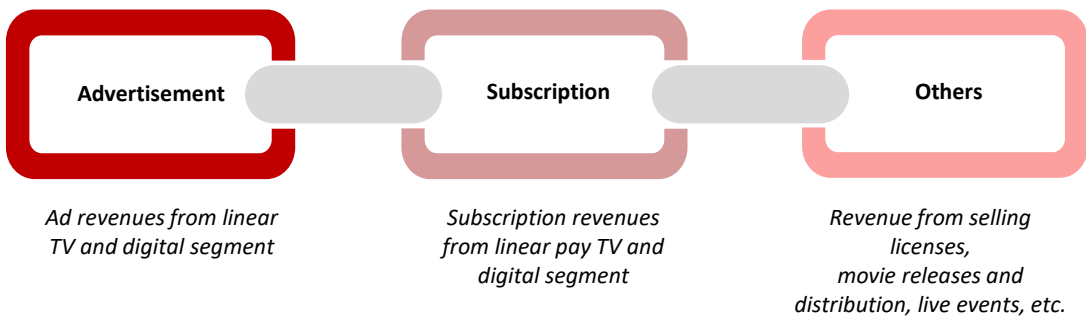 Advertisement
Subscription
Others
Ad revenues from linear
TV and digital segment
Subscription revenues
from linear pay TV and
digital segment
Revenue from selling
licenses,
movie releases and
distribution, live events, etc.